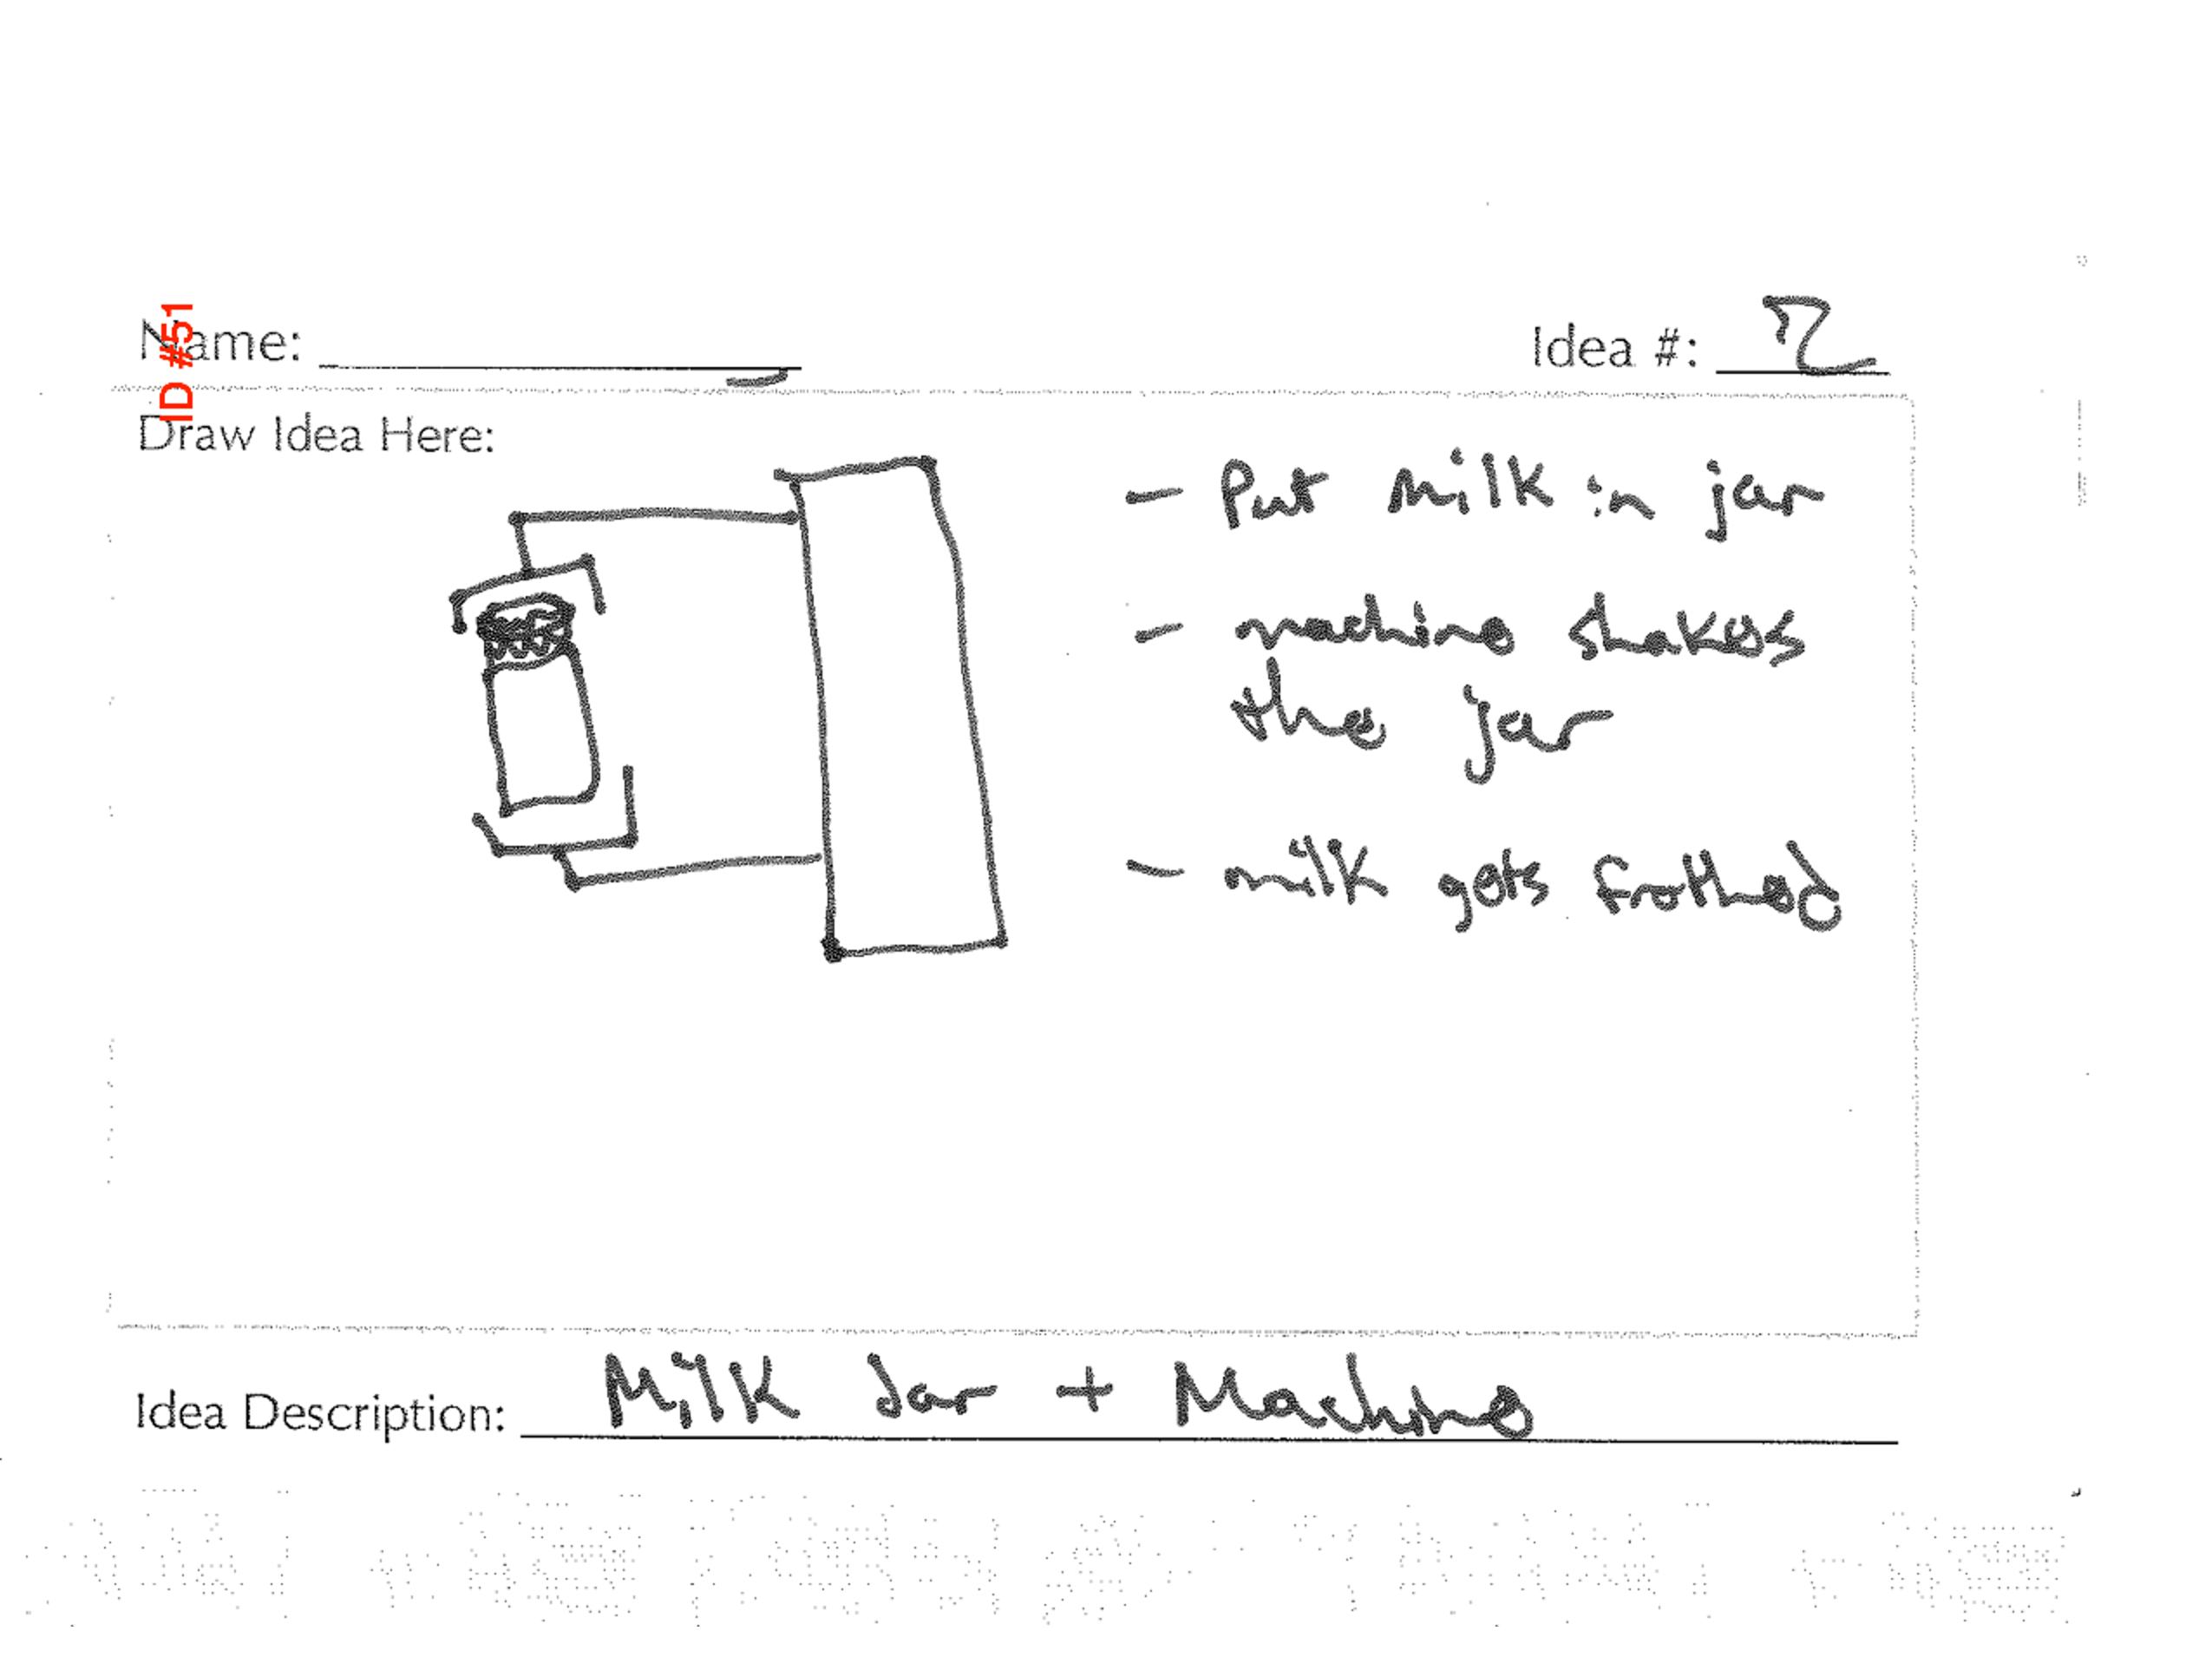 ID #51
Name:
Idea #: 2
Draw Idea Here:
- Put milk in jar
- machine shakes
the jar
- milk gets frothed
Idea Description: Milk Jar + Machine